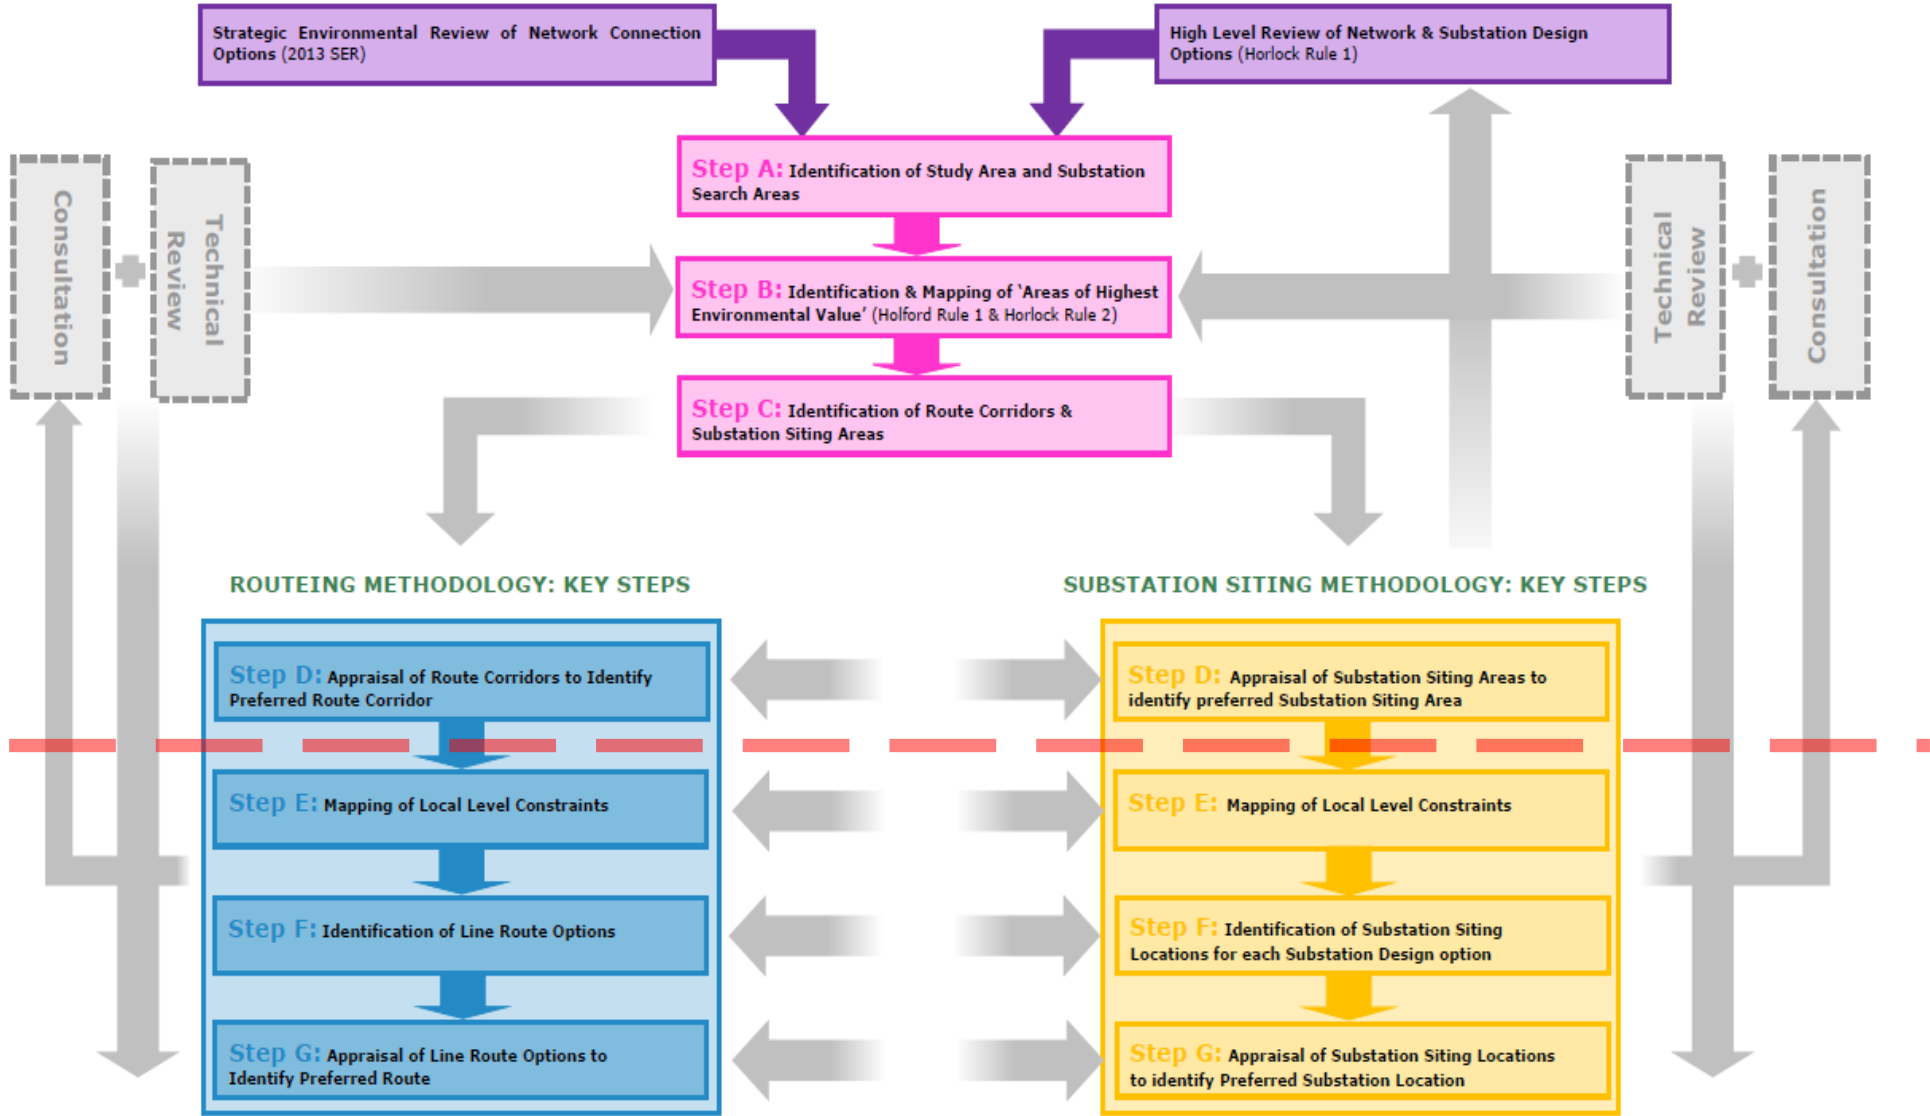 Strategic Environmental Review of Network Connection
Options (2013 SER)
High Level Review of Network & Substation Design
Options (Horlock Rule 1)
Consultation
Technical
Review
Step A: Identification of Study Area and Substation
Search Areas
Step B: Identification & Mapping of ‘Areas of Highest
Environmental Value’ (Holford Rule 1 & Horlock Rule 2)
Step C: Identification of Route Corridors &
Substation Siting Areas
Technical
Review
Consultation
ROUTEING METHODOLOGY: KEY STEPS
Step D: Appraisal of Route Corridors to Identify
Preferred Route Corridor
Step E: Mapping of Local Level Constraints
Step F: Identification of Line Route Options
Step G: Appraisal of Line Route Options to
Identify Preferred Route
SUBSTATION SITING METHODOLOGY: KEY STEPS
Step D: Appraisal of Substation Siting Areas to
identify preferred Substation Siting Area
Step E: Mapping of Local Level Constraints
Step F: Identification of Substation Siting
Locations for each Substation Design option
Step G: Appraisal of Substation Siting Locations
to identify Preferred Substation Location